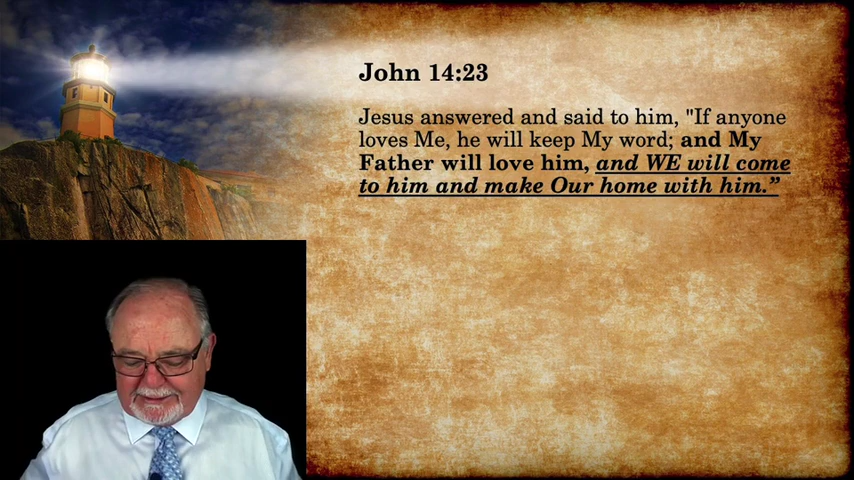 John 14:23
Jesus answered and said to him, "If anyone
loves Me, he will keep My word; and My
Father will love him, and WE will come
to him and make Our home with him.”